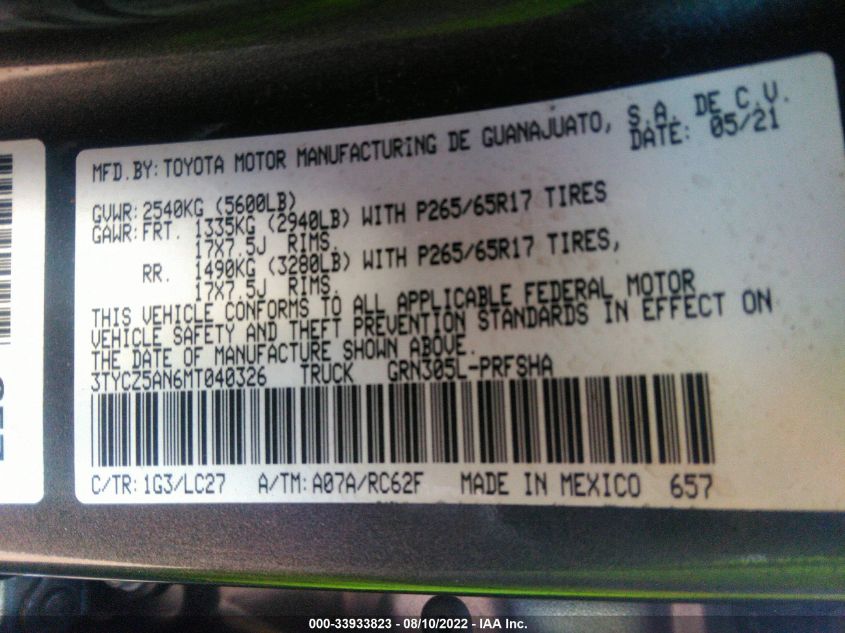 MFD.BY: TOYOTA MOTOR MANUFACTURING DE GUANAJUATO, S.A. DE C.V.
DATE: 05/21
GVWR: 2540KG (5600LB)
GAWR: FRT. 1335KG (2940LB) WITH P265/65R17 TIRES
17X7.5J RIMS.
RR. 1490KG (3280LB) WITH P265/65R17 TIRES,
17X7.5J RIMS.
THIS VEHICLE CONFORMS TO ALL APPLICABLE FEDERAL MOTOR
VEHICLE SAFETY AND THEFT PREVENTION STANDARDS IN EFFECT ON
THE DATE OF MANUFACTURE SHOWN ABOVE.
3TYCZ5AN6MT040326 TRUCK GRN305L-PRFSHA
C/TR: 1G3/LC27 A/TM: A07A/RC62F MADE IN MEXICO 657
000-33933823 - 08/10/2022 - IAA Inc.